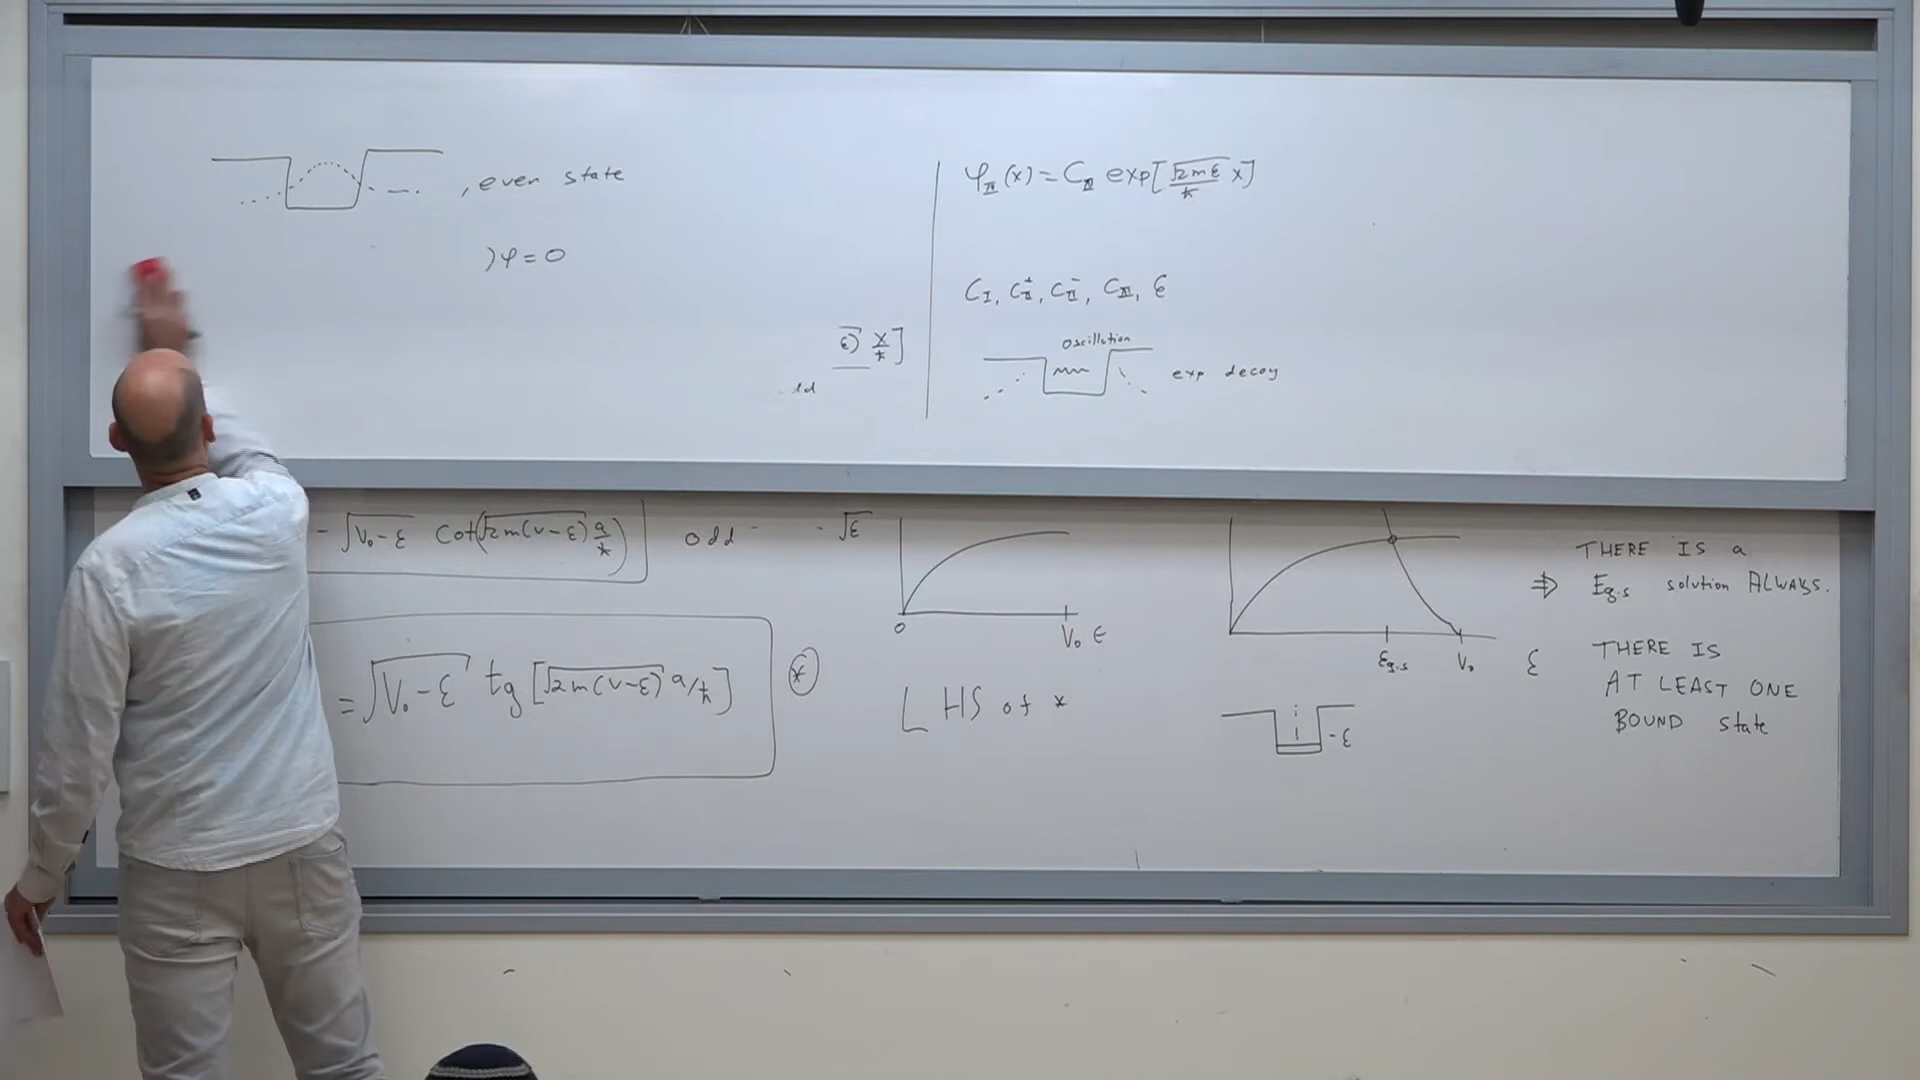 , even state
)φ = 0
ε) x/ħ]
φ_III (x) = C_III exp[√2mε/ħ x]
C_I, C_II^+, C_II^-, C_III, ε
oscillation
exp decay
- √V₀-ε Cot(√2m(V-ε) a/ħ) odd
- √ε
= √V₀-ε tg [√2m(V-ε) a/ħ] *
0 V₀ ε
LHS of *
ε_g.s V₀ ε
-ε
THERE IS a
⇒ E_g.s solution ALWAYS.
THERE IS
AT LEAST ONE
BOUND state